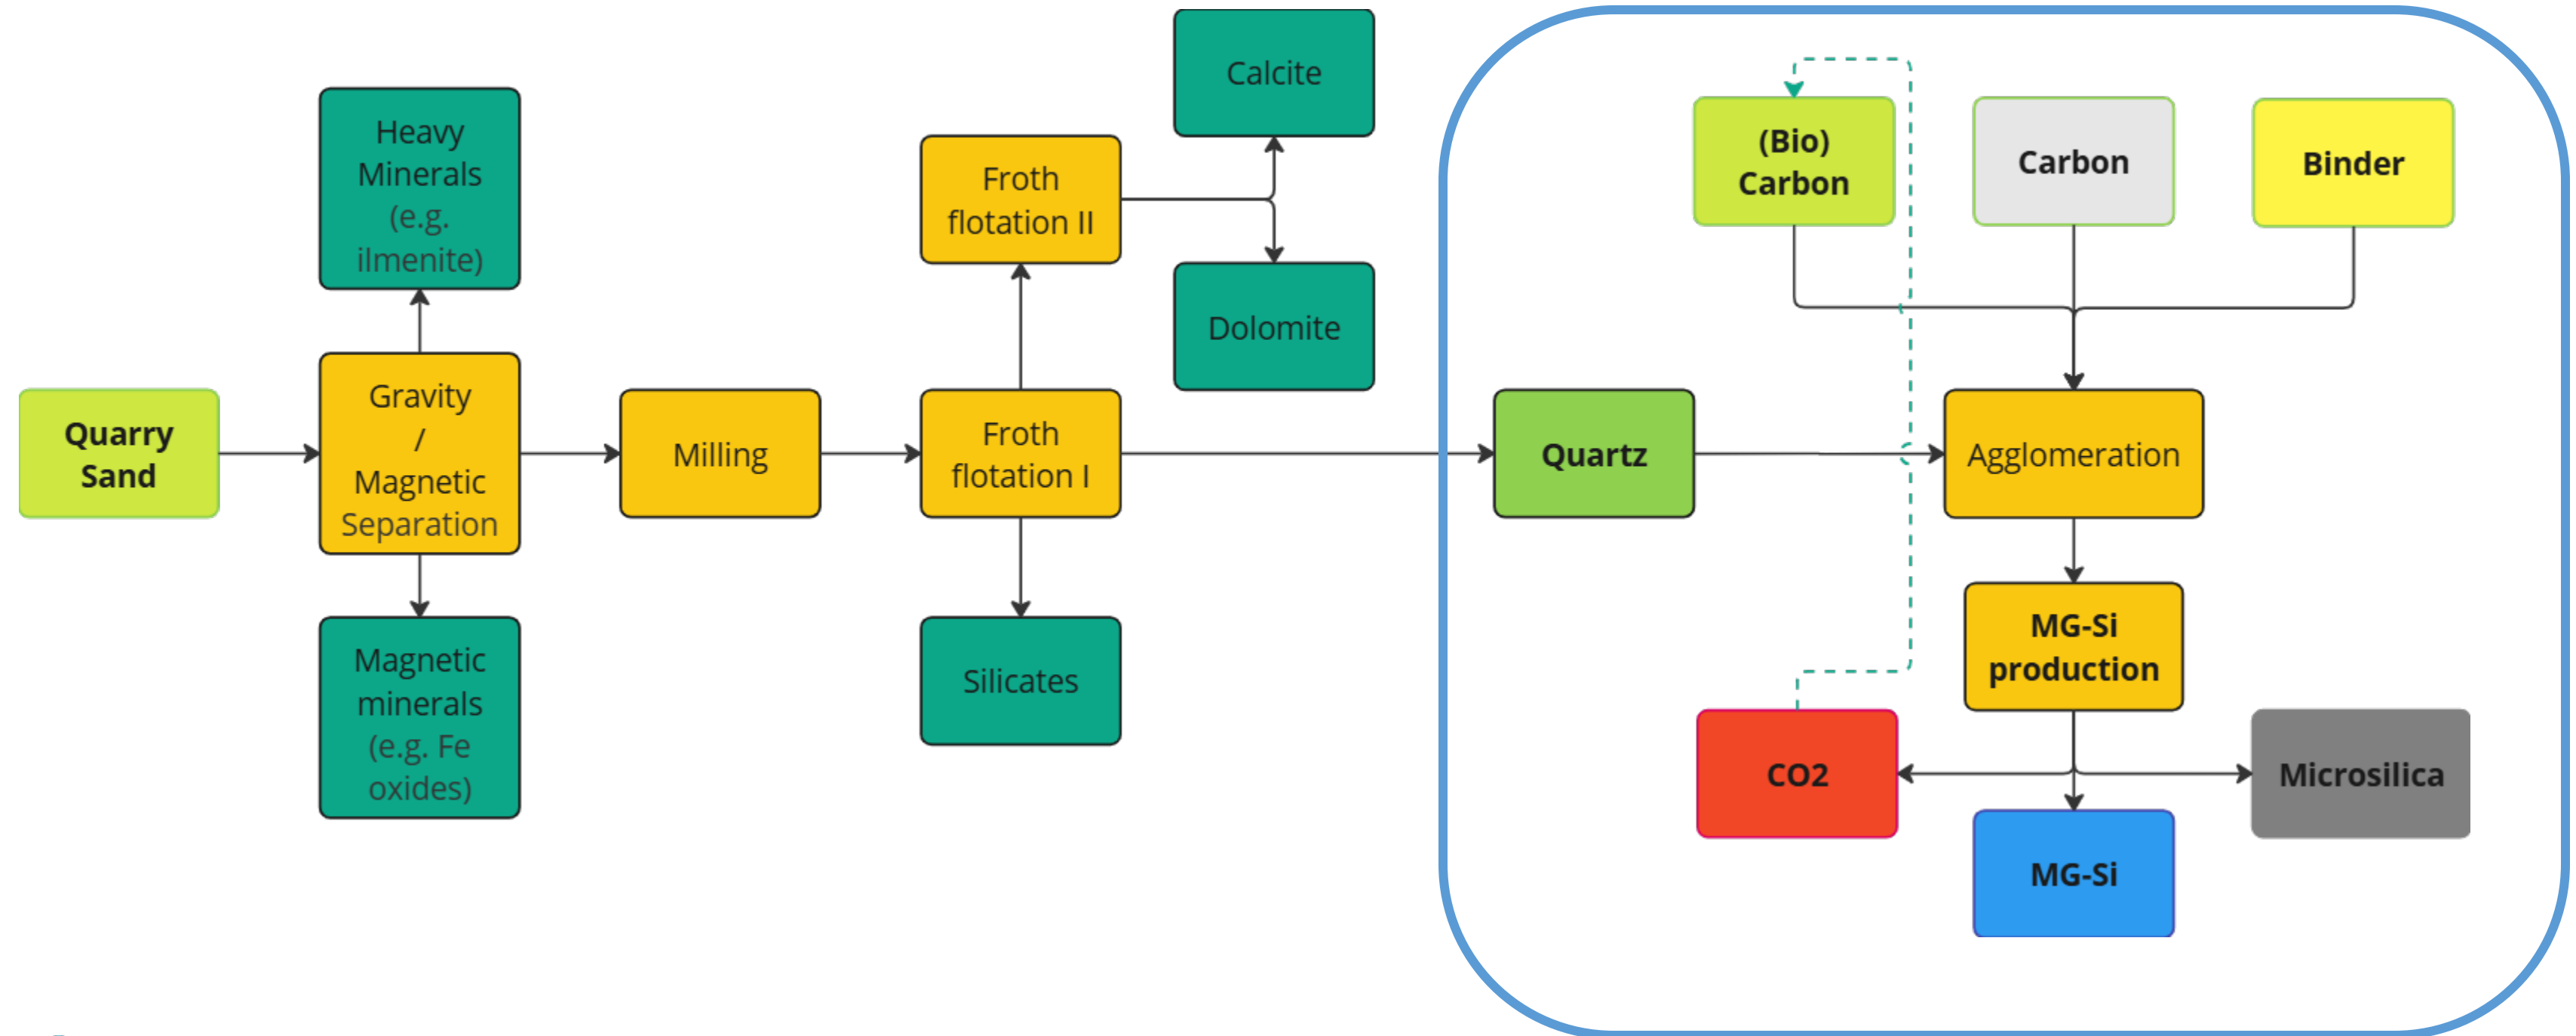 Quarry
Sand
Heavy
Minerals
(e.g.
ilmenite)
Gravity
/
Magnetic
Separation
Magnetic
minerals
(e.g. Fe
oxides)
Milling
Froth
flotation II
Froth
flotation I
Silicates
Calcite
Dolomite
Quartz
(Bio)
Carbon
Carbon
Binder
Agglomeration
MG-Si
production
CO2
Microsilica
MG-Si